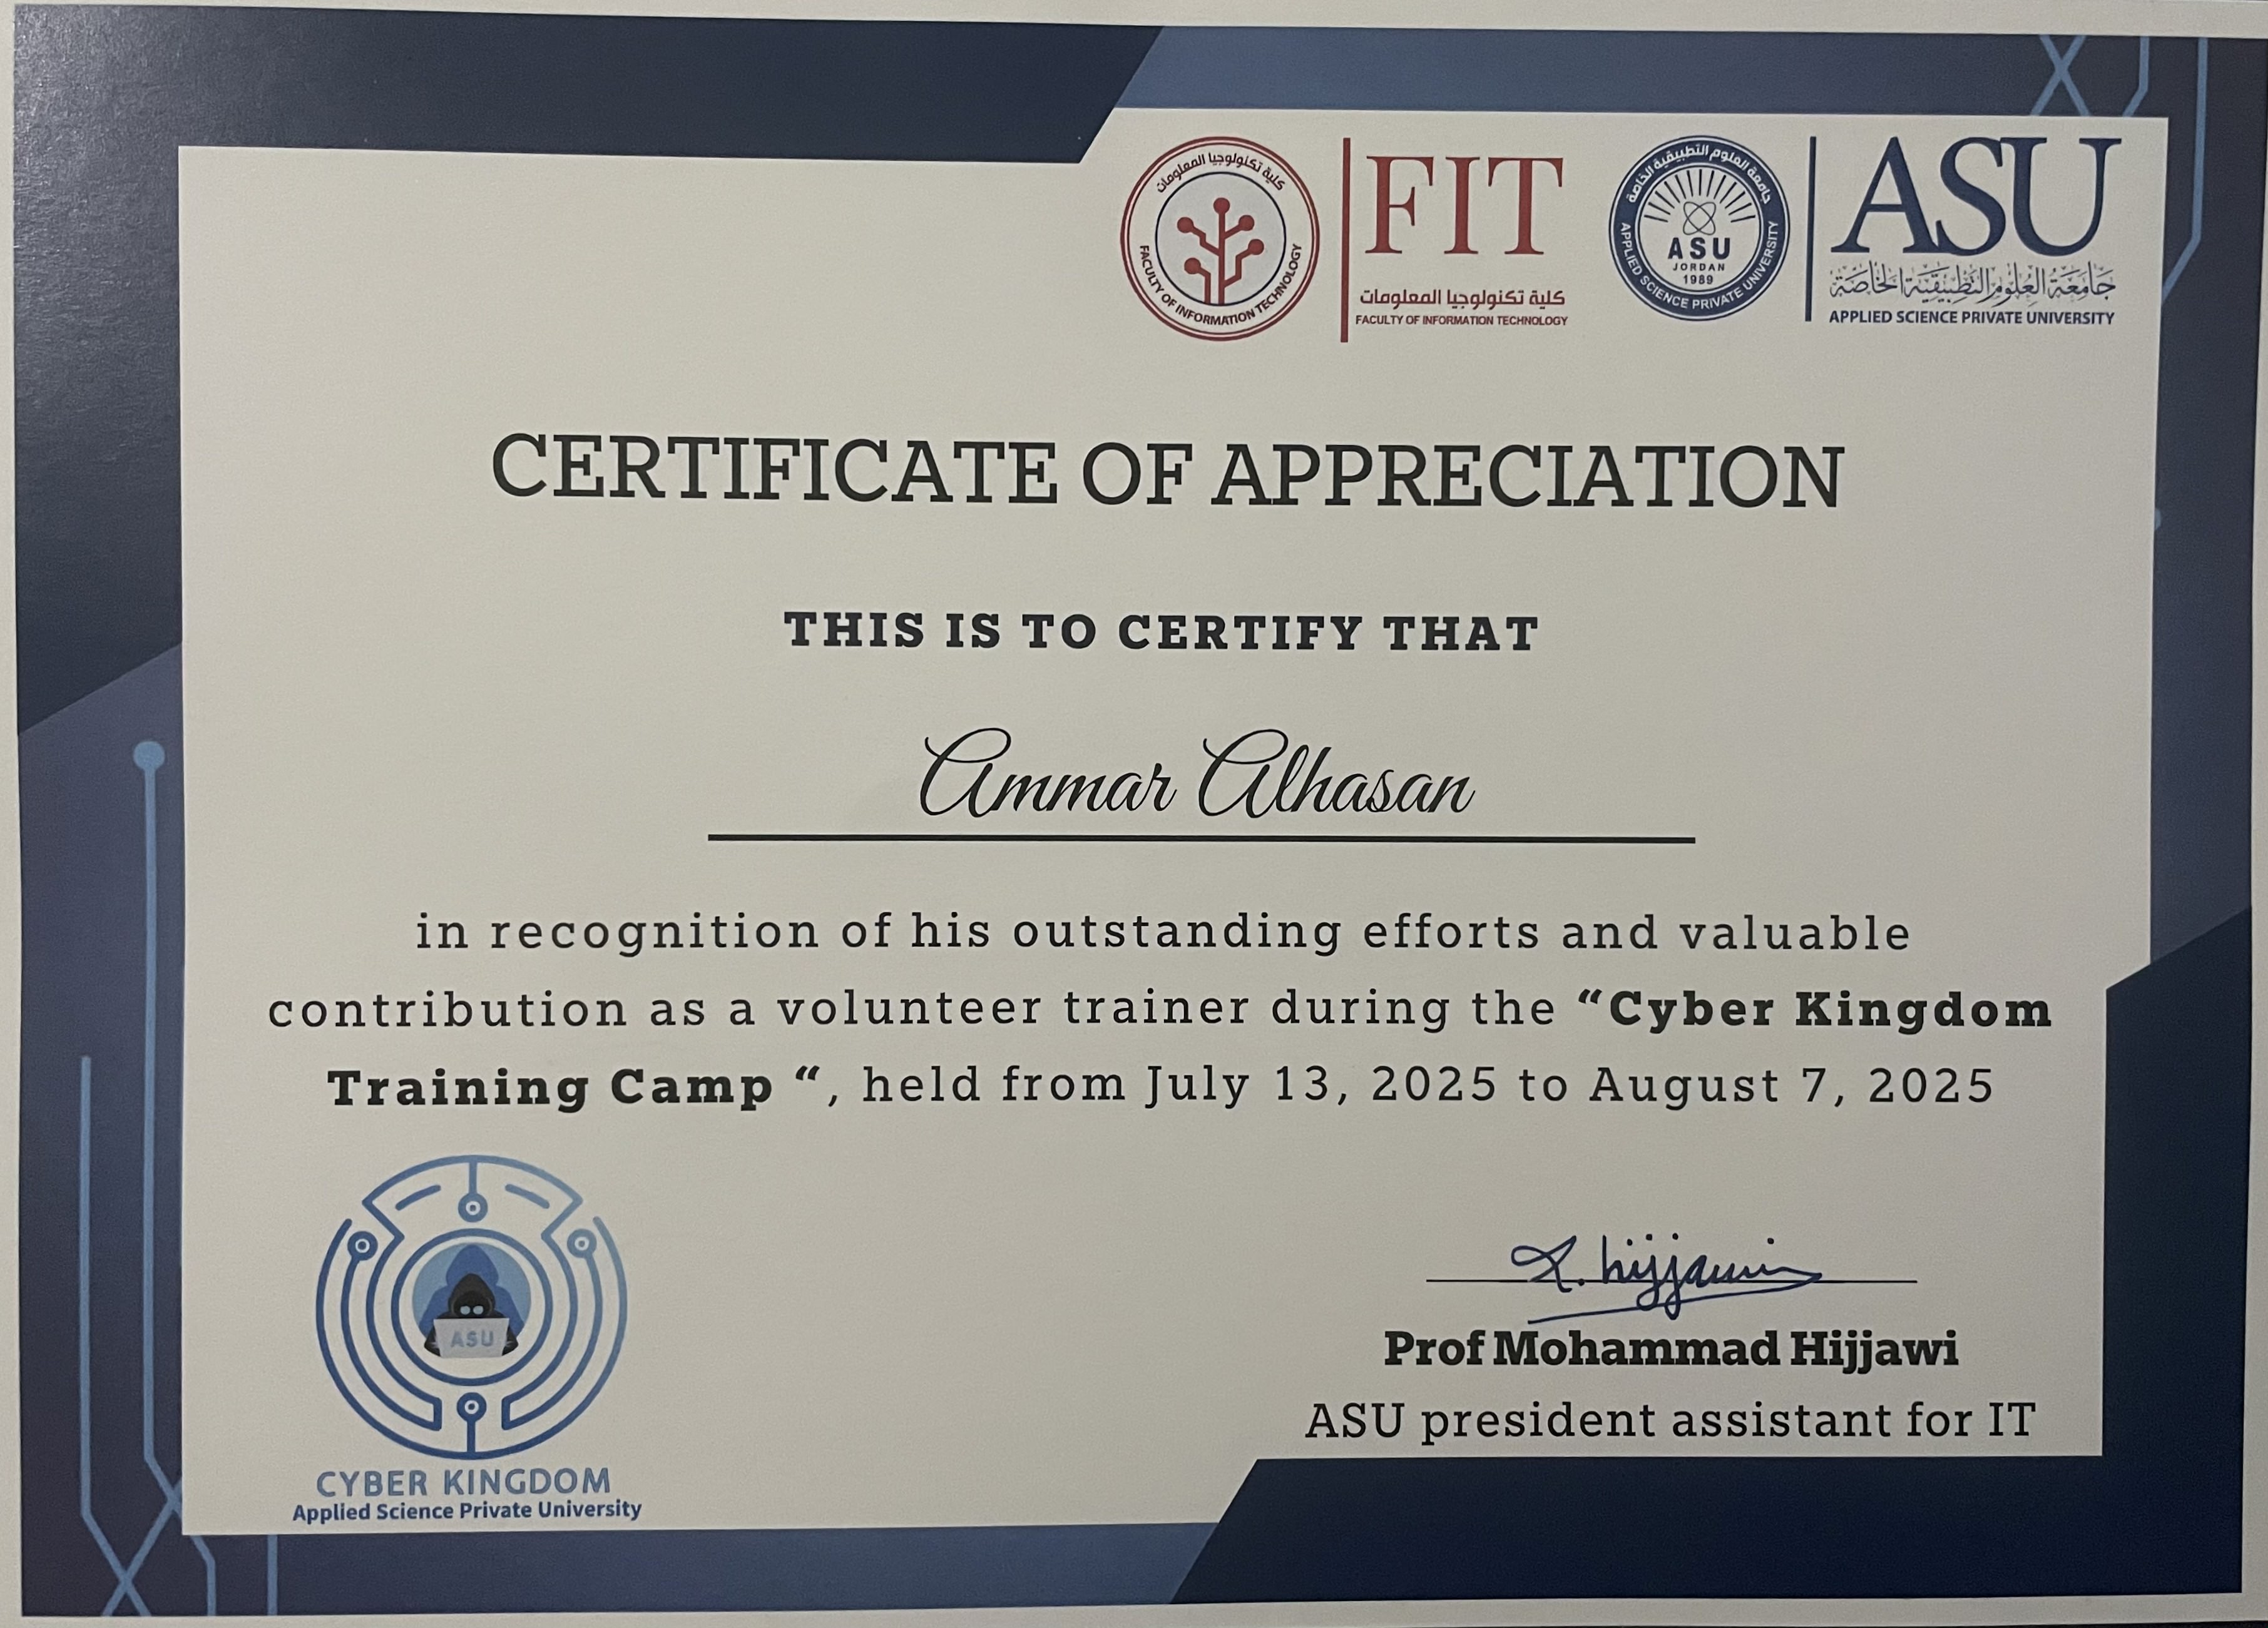 كلية تكنولوجيا المعلومات
FACULTY OF INFORMATION TECHNOLOGY
FIT
كلية تكنولوجيا المعلومات
FACULTY OF INFORMATION TECHNOLOGY
جامعة العلوم التطبيقية الخاصة
ASU
JORDAN
1989
APPLIED SCIENCE PRIVATE UNIVERSITY
ASU
جامعة العلوم التطبيقية الخاصة
APPLIED SCIENCE PRIVATE UNIVERSITY
CERTIFICATE OF APPRECIATION
THIS IS TO CERTIFY THAT
Ammar Alhasan
in recognition of his outstanding efforts and valuable
contribution as a volunteer trainer during the “Cyber Kingdom
Training Camp “, held from July 13, 2025 to August 7, 2025
ASU
CYBER KINGDOM
Applied Science Private University
hijjawi
Prof Mohammad Hijjawi
ASU president assistant for IT